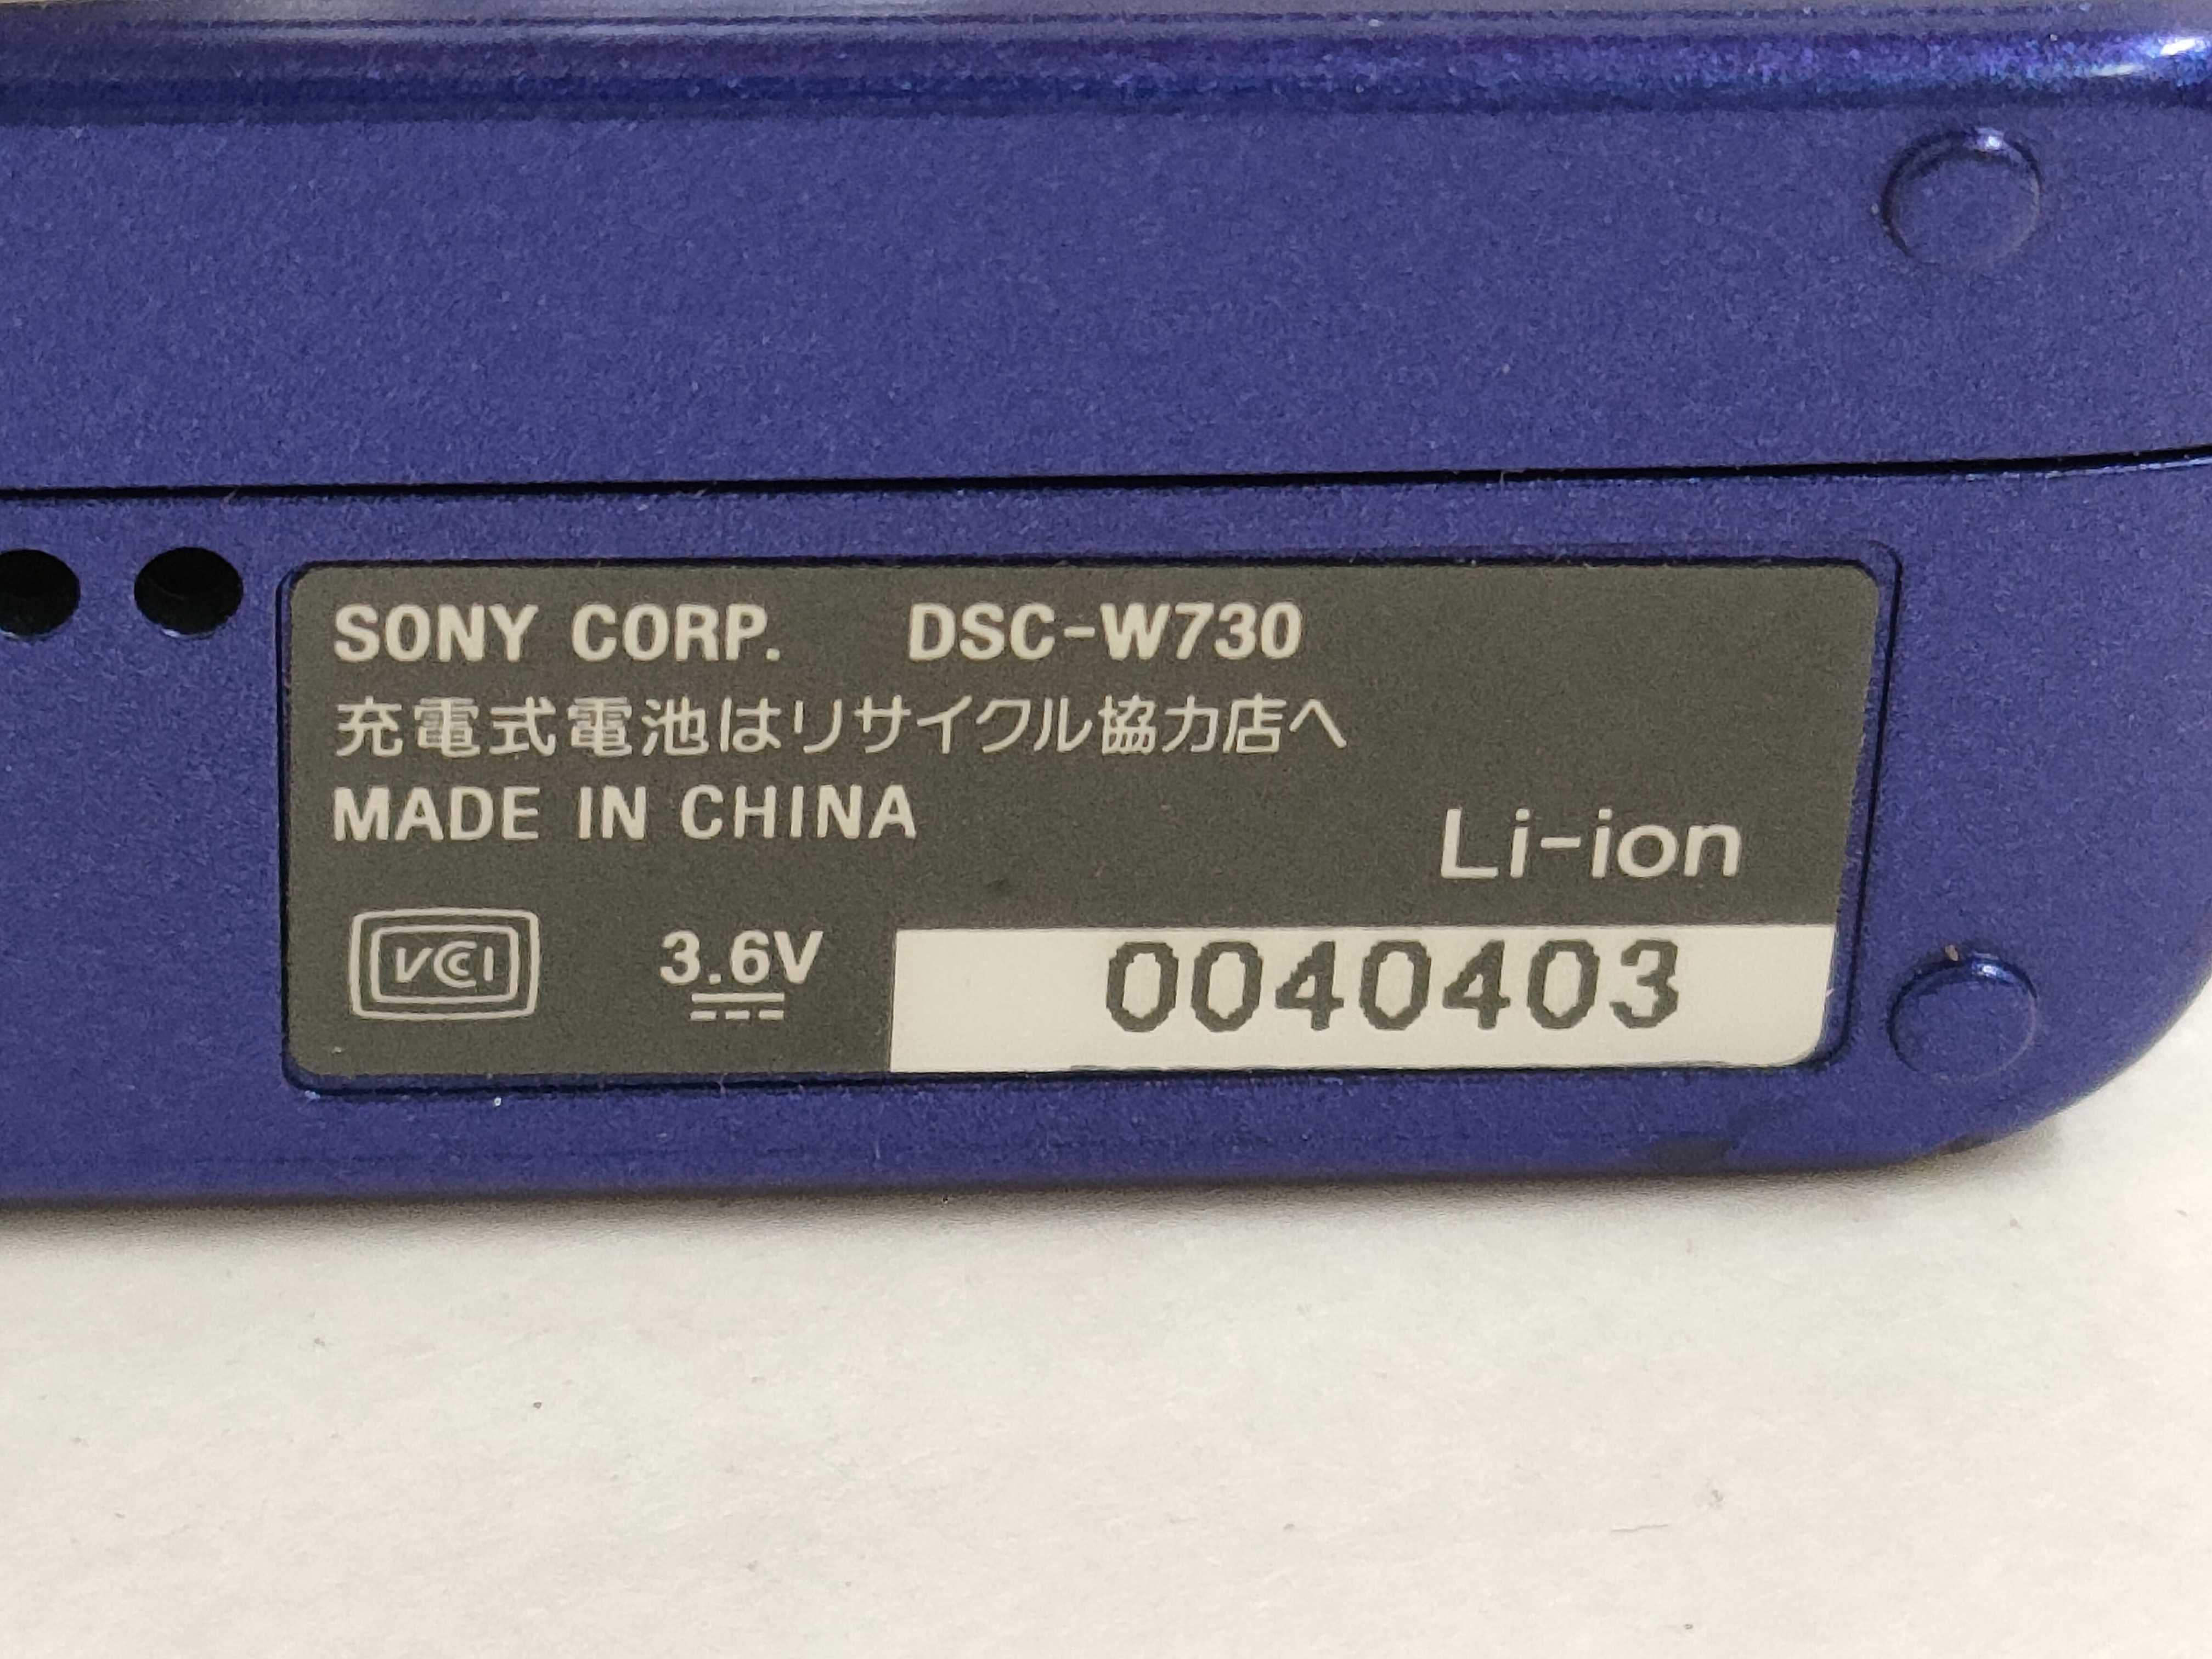 SONY CORP. DSC-W730
充電式電池はリサイクル協力店へ
MADE IN CHINA
Li-ion
VCI 3.6V
0040403